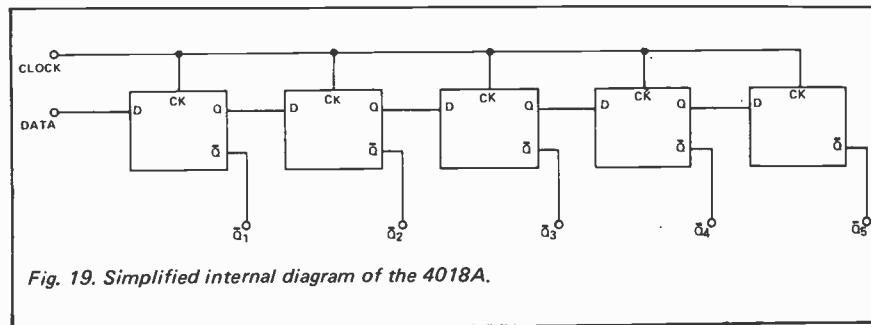 CLOCK
CK CK CK CK CK
DATA
D Q D Q D Q D Q D
Q̄ Q̄ Q̄ Q̄ Q̄
Q̄1 Q̄2 Q̄3 Q̄4 Q̄5
Fig. 19. Simplified internal diagram of the 4018A.